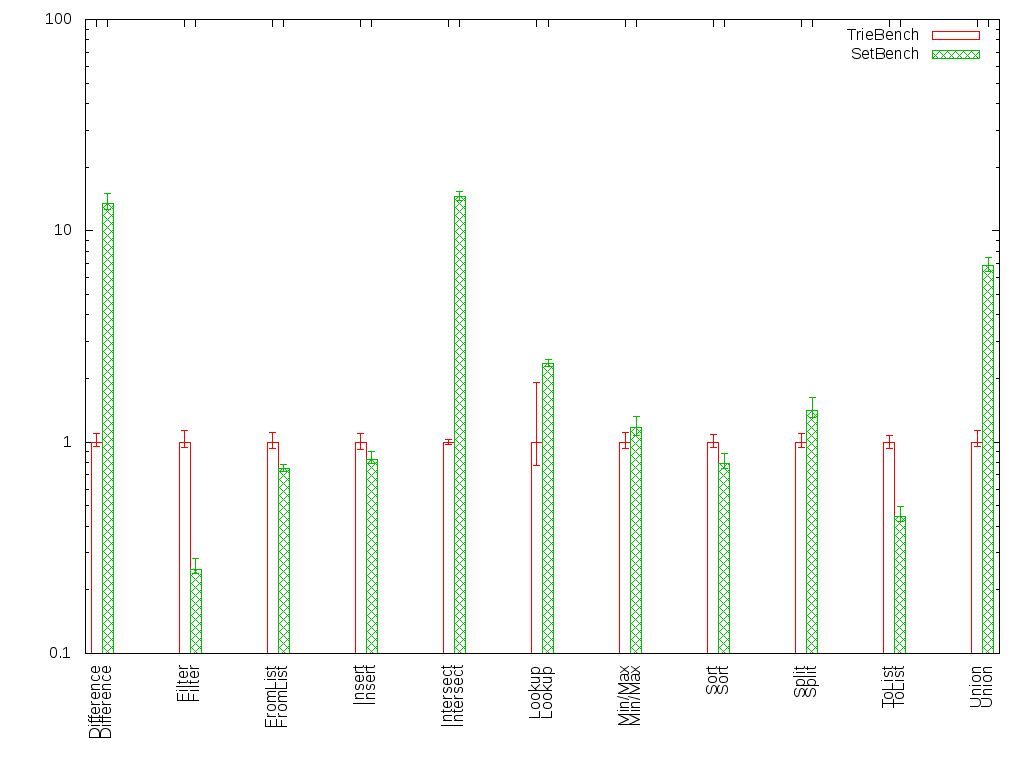 100
10
1
0.1
TrieBench
SetBench
Difference
Difference
Filter
Filter
FromList
FromList
Insert
Insert
Intersect
Intersect
Lookup
Lookup
Min/Max
Min/Max
Sort
Sort
Split
Split
ToList
ToList
Union
Union